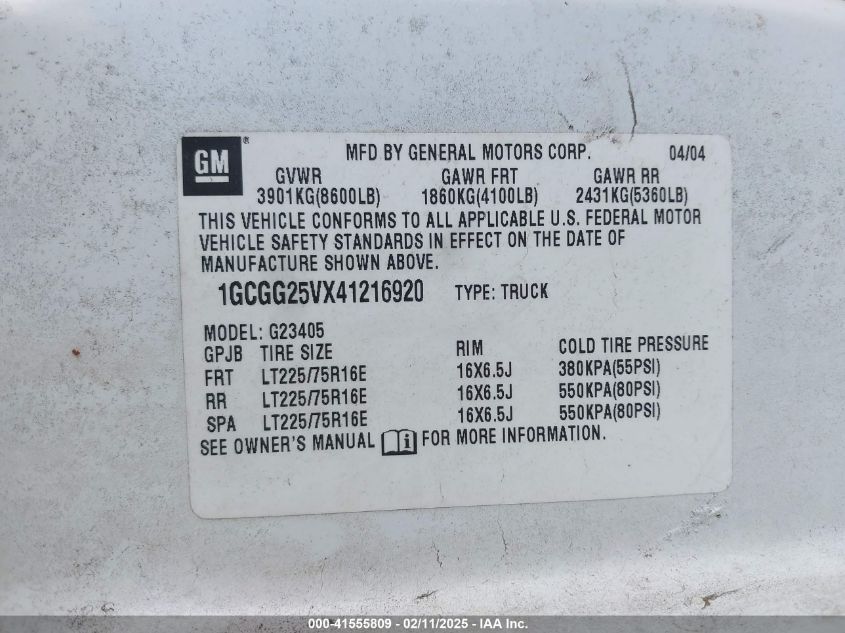 GM®
MFD BY GENERAL MOTORS CORP. 04/04
GVWR GAWR FRT GAWR RR
3901KG(8600LB) 1860KG(4100LB) 2431KG(5360LB)
THIS VEHICLE CONFORMS TO ALL APPLICABLE U.S. FEDERAL MOTOR
VEHICLE SAFETY STANDARDS IN EFFECT ON THE DATE OF
MANUFACTURE SHOWN ABOVE.
1GCGG25VX41216920 TYPE: TRUCK
MODEL: G23405
GPJB TIRE SIZE RIM COLD TIRE PRESSURE
FRT LT225/75R16E 16X6.5J 380KPA(55PSI)
RR LT225/75R16E 16X6.5J 550KPA(80PSI)
SPA LT225/75R16E 16X6.5J 550KPA(80PSI)
SEE OWNER'S MANUAL i FOR MORE INFORMATION.
000-41555809 - 02/11/2025 - IAA Inc.